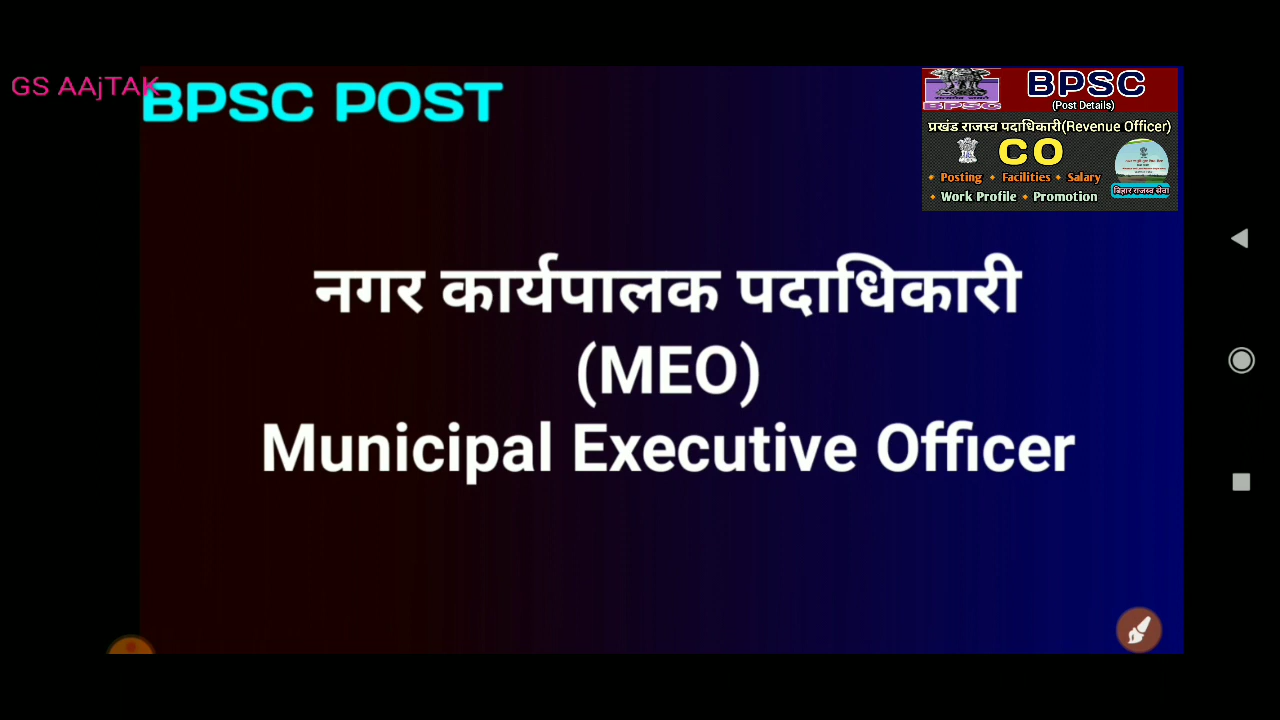 GS AAjTAK
BPSC POST
BPSC
(Post Details)
प्रखंड राजस्व पदाधिकारी(Revenue Officer)
CO
Posting Facilities Salary
Work Profile Promotion
बिहार राजस्व सेवा
BPSC
नगर कार्यपालक पदाधिकारी
(MEO)
Municipal Executive Officer